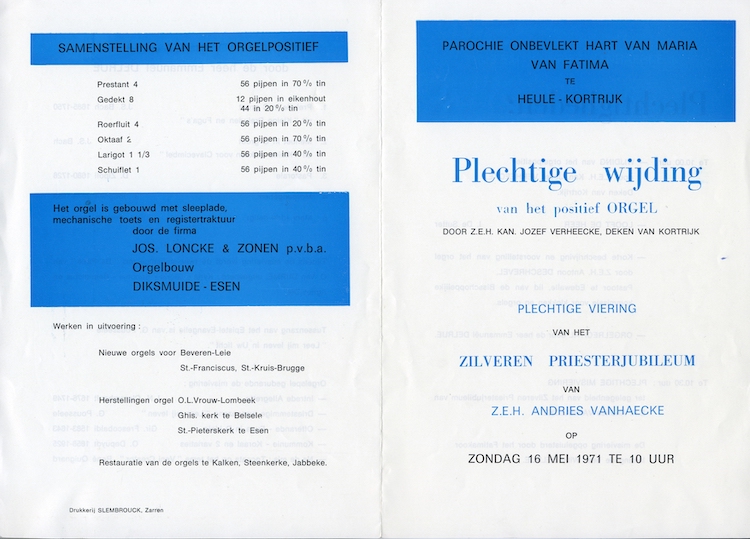 SAMENSTELLING VAN HET ORGELPOSITIEF
Prestant 4 56 pijpen in 70 % tin
Gedekt 8 12 pijpen in eikenhout
44 in 20 % tin
Roerfluit 4 56 pijpen in 20 % tin
Oktaaf 2 56 pijpen in 70 % tin
Larigot 1 1/3 56 pijpen in 40 % tin
Schuiflet 1 56 pijpen in 40 % tin
Het orgel is gebouwd met sleeplade,
mechanische toets en registertraktuur
door de firma
JOS. LONCKE & ZONEN p.v.b.a.
Orgelbouw
DIKSMUIDE - ESEN
Werken in uitvoering :
Nieuwe orgels voor Beveren-Leie
St.-Franciscus, St.-Kruis-Brugge
Herstellingen orgel O.L.Vrouw-Lombeek
Ghis. kerk te Belsele
St.-Pieterskerk te Esen
Restauratie van de orgels te Kalken, Steenkerke, Jabbeke.
Drukkerij SLEMBROUCK, Zarren
PAROCHIE ONBEVLEKT HART VAN MARIA
VAN FATIMA
TE
HEULE - KORTRIJK
Plechtige wijding
van het positief ORGEL
DOOR Z.E.H. KAN. JOZEF VERHEECKE, DEKEN VAN KORTRIJK
PLECHTIGE VIERING
VAN HET
ZILVEREN PRIESTERJUBILEUM
VAN
Z.E.H. ANDRIES VANHAECKE
OP
ZONDAG 16 MEI 1971 TE 10 UUR